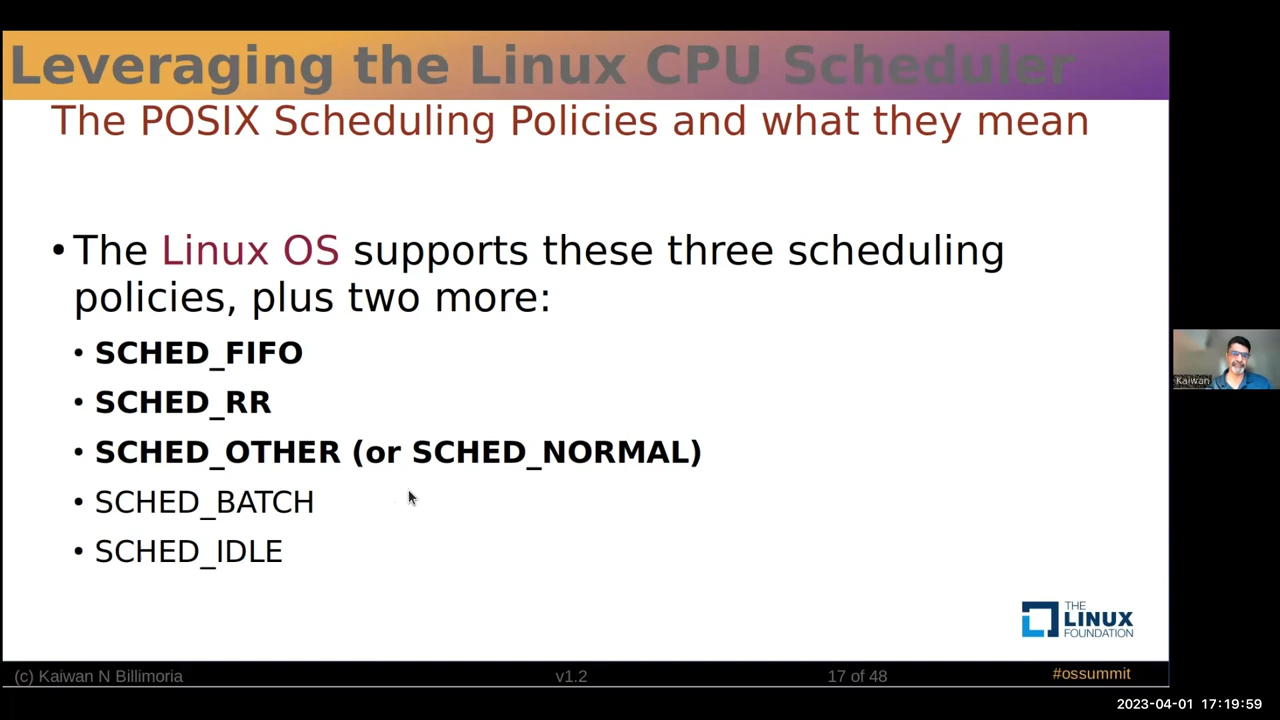 Leveraging the Linux CPU Scheduler
The POSIX Scheduling Policies and what they mean
• The Linux OS supports these three scheduling
policies, plus two more:
• SCHED_FIFO
• SCHED_RR
• SCHED_OTHER (or SCHED_NORMAL)
• SCHED_BATCH
• SCHED_IDLE
Kaiwan
THE
LINUX
FOUNDATION
(c) Kaiwan N Billimoria
v1.2
17 of 48
#ossummit
2023-04-01 17:19:59